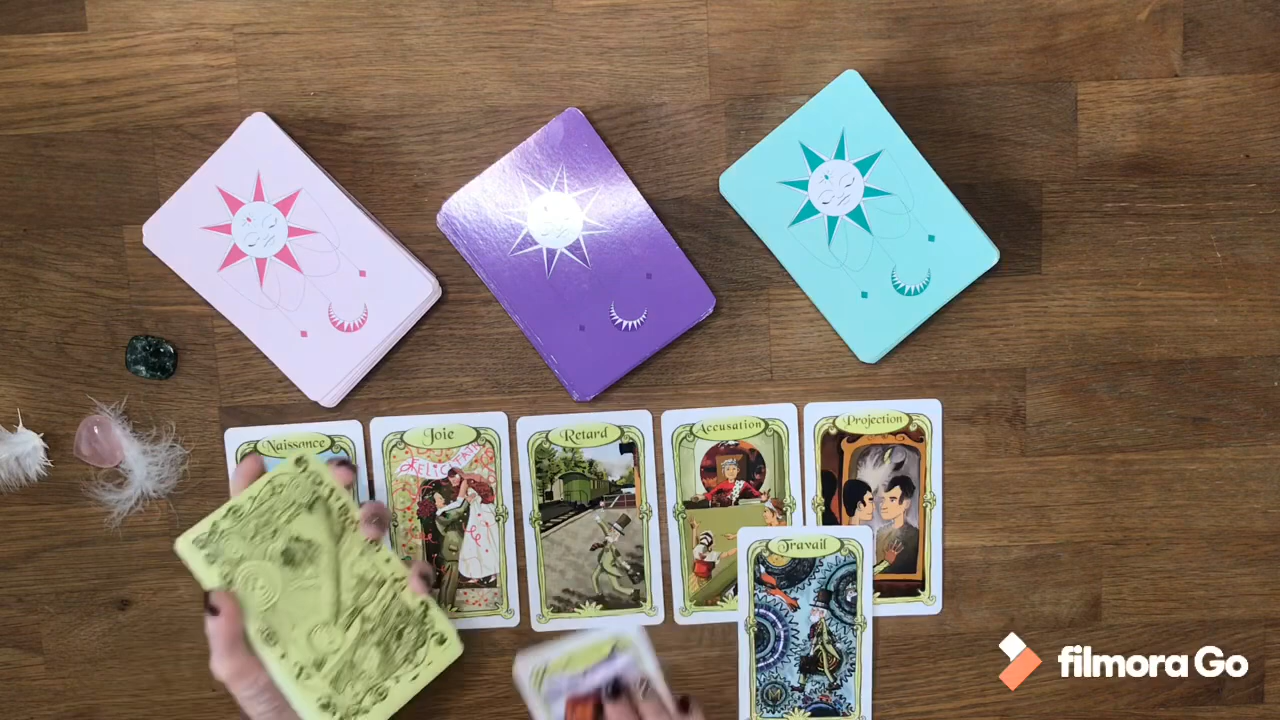 Naissance
Joie
Retard
Accusation
Projection
Travail
filmora Go